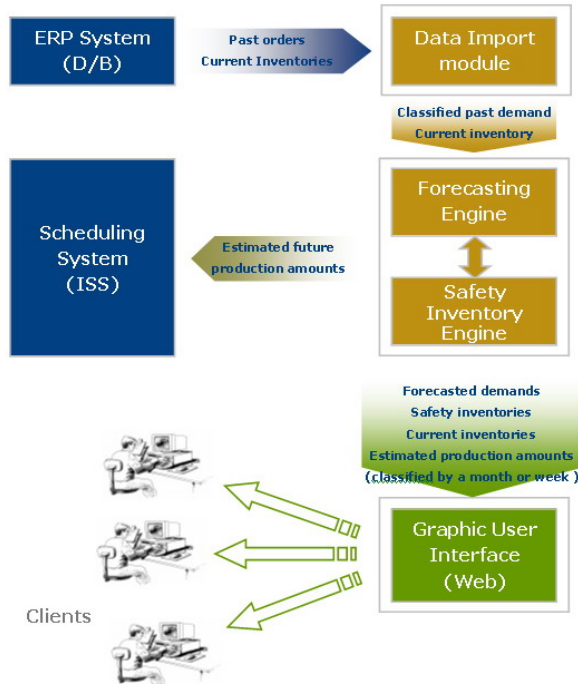 ERP System
(D/B)
Past orders
Current Inventories
Data Import
module
Classified past demand
Current inventory
Scheduling
System
(ISS)
Estimated future
production amounts
Forecasting
Engine
Safety
Inventory
Engine
Forecasted demands
Safety inventories
Current inventories
Estimated production amounts
(classified by a month or week )
Graphic User
Interface
(Web)
Clients